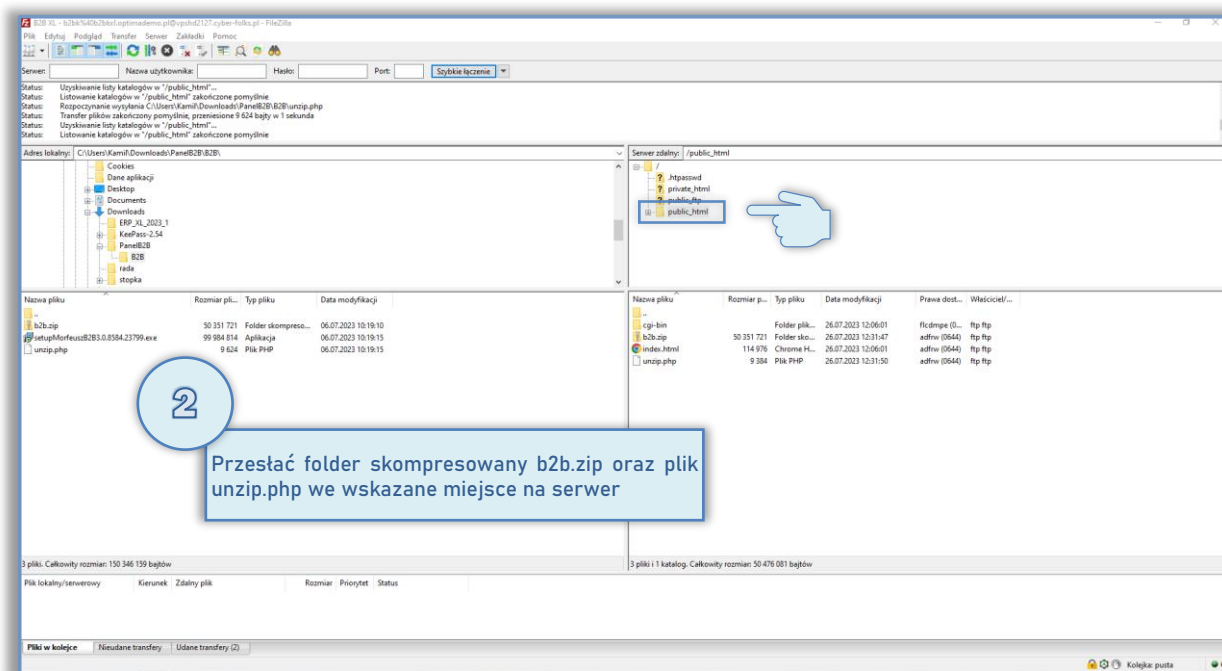 B2B XL - b2bk%40b2bbxl.optimademo.pl@vpshd2127.cyber-folks.pl - FileZilla
Plik Edytuj Podgląd Transfer Serwer Zakładki Pomoc
Serwer: Nazwa użytkownika: Hasło: Port: Szybkie łączenie
Status: Uzyskiwanie listy katalogów w "/public_html"...
Status: Listowanie katalogów w "/public_html" zakończone pomyślnie
Status: Rozpoczynanie wysyłania C:\Users\Kamil\Downloads\PanelB2B\B2B\unzip.php
Status: Transfer plików zakończony pomyślnie, przeniesione 9 624 bajty w 1 sekunda
Status: Uzyskiwanie listy katalogów w "/public_html"...
Status: Listowanie katalogów w "/public_html" zakończone pomyślnie
Adres lokalny: C:\Users\Kamil\Downloads\PanelB2B\B2B\
Cookies
Dane aplikacji
Desktop
Documents
Downloads
ERP_XL_2023_1
KeePass-2.54
PanelB2B
B2B
rada
stopka
Serwer zdalny: /public_html
/
.htpasswd
private_html
public_ftp
public_html
Nazwa pliku Rozmiar pli... Typ pliku Data modyfikacji
..
b2b.zip 50 351 721 Folder skompreso... 06.07.2023 10:19:10
setupMorfeuszB2B3.0.8584.23799.exe 99 984 814 Aplikacja 06.07.2023 10:19:15
unzip.php 9 624 Plik PHP 06.07.2023 10:19:15
Nazwa pliku Rozmiar p... Typ pliku Data modyfikacji Prawa dost... Właściciel/...
..
cgi-bin Folder plik... 26.07.2023 12:06:01 flcdmpe (0... ftp ftp
b2b.zip 50 351 721 Folder sko... 26.07.2023 12:31:47 adfrw (0644) ftp ftp
index.html 114 976 Chrome H... 26.07.2023 12:06:01 adfrw (0644) ftp ftp
unzip.php 9 384 Plik PHP 26.07.2023 12:31:50 adfrw (0644) ftp ftp
2
Przesłać folder skompresowany b2b.zip oraz plik
unzip.php we wskazane miejsce na serwer
3 pliki. Całkowity rozmiar: 150 346 159 bajtów
3 pliki i 1 katalog. Całkowity rozmiar: 50 476 081 bajtów
Plik lokalny/serwerowy Kierunek Zdalny plik Rozmiar Priorytet Status
Pliki w kolejce Nieudane transfery Udane transfery (2)
Kolejka: pusta